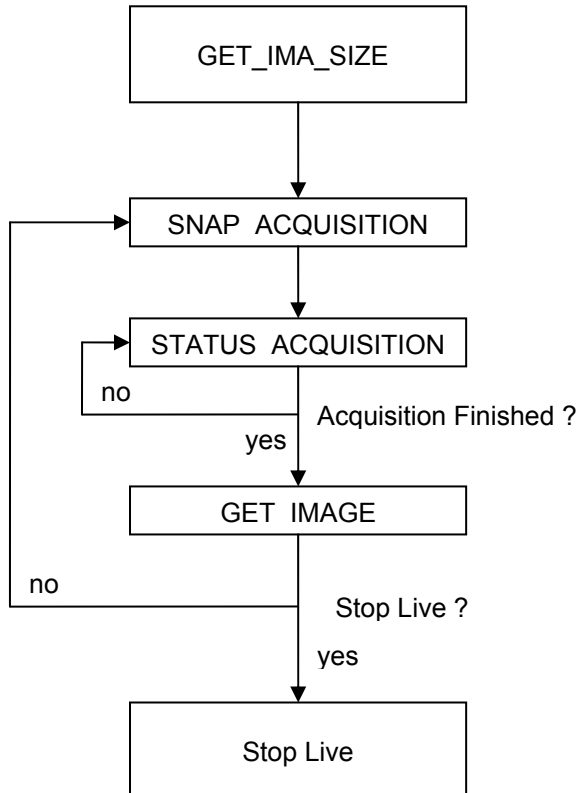 GET_IMA_SIZE
SNAP ACQUISITION
STATUS ACQUISITION
no
Acquisition Finished ?
yes
GET IMAGE
no
Stop Live ?
yes
Stop Live